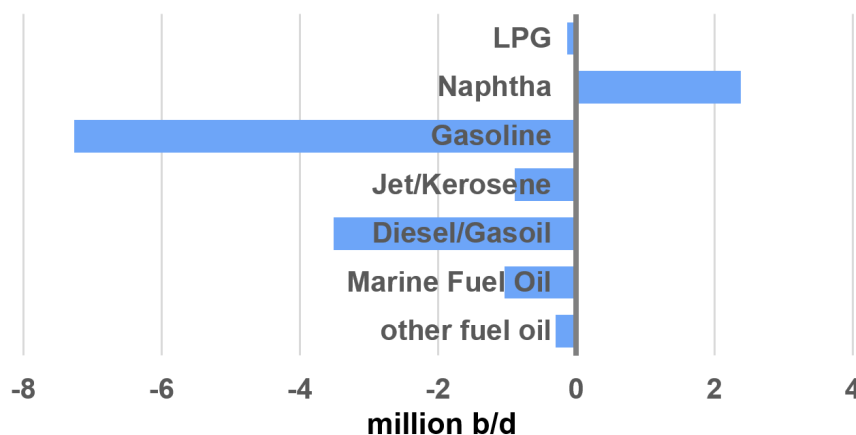 LPG
Naphtha
Gasoline
Jet/Kerosene
Diesel/Gasoil
Marine Fuel Oil
other fuel oil
-8 -6 -4 -2 0 2 4
million b/d